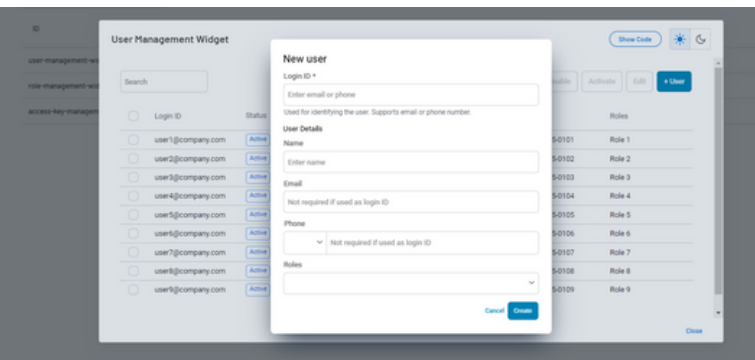 ID
User Management Widget
Show Code
user-management-wi
role-management-wid
access-key-managem
Search
Activate
Edit
+ User
Login ID
Status
Roles
user1@company.com
Active
5-0101
Role 1
user2@company.com
Active
5-0102
Role 2
user3@company.com
Active
5-0103
Role 3
user4@company.com
Active
5-0104
Role 4
user5@company.com
Active
5-0105
Role 5
user6@company.com
Active
5-0106
Role 6
user7@company.com
Active
5-0107
Role 7
user8@company.com
Active
5-0108
Role 8
user9@company.com
Active
5-0109
Role 9
Close
New user
Login ID *
Enter email or phone
Used for identifying the user. Supports email or phone number.
User Details
Name
Enter name
Email
Not required if used as login ID
Phone
Not required if used as login ID
Roles
Cancel
Create